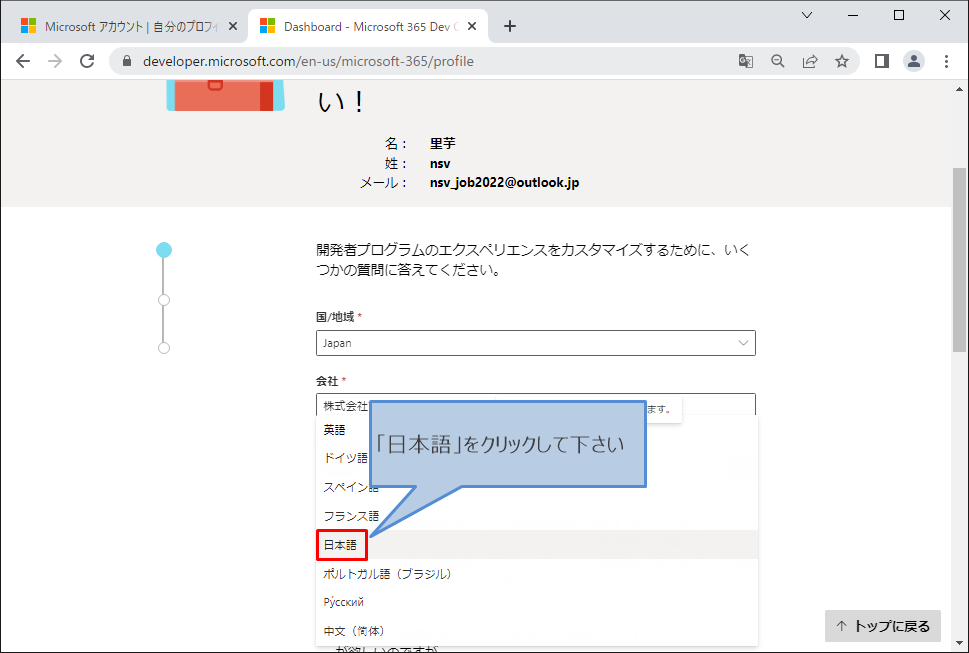 Microsoft アカウント | 自分のプロフィ
Dashboard - Microsoft 365 Dev C
developer.microsoft.com/en-us/microsoft-365/profile
い！
名：
里芋
姓：
nsv
メール：
nsv_job2022@outlook.jp
開発者プログラムのエクスペリエンスをカスタマイズするために、いく
つかの質問に答えてください。
国/地域 *
Japan
会社 *
株式会社
ます。
英語
ドイツ語
「日本語」をクリックして下さい
スペイン語
フランス語
日本語
ポルトガル語（ブラジル）
Рýсский
中文（简体）
が欲しいのですが
↑ トップに戻る